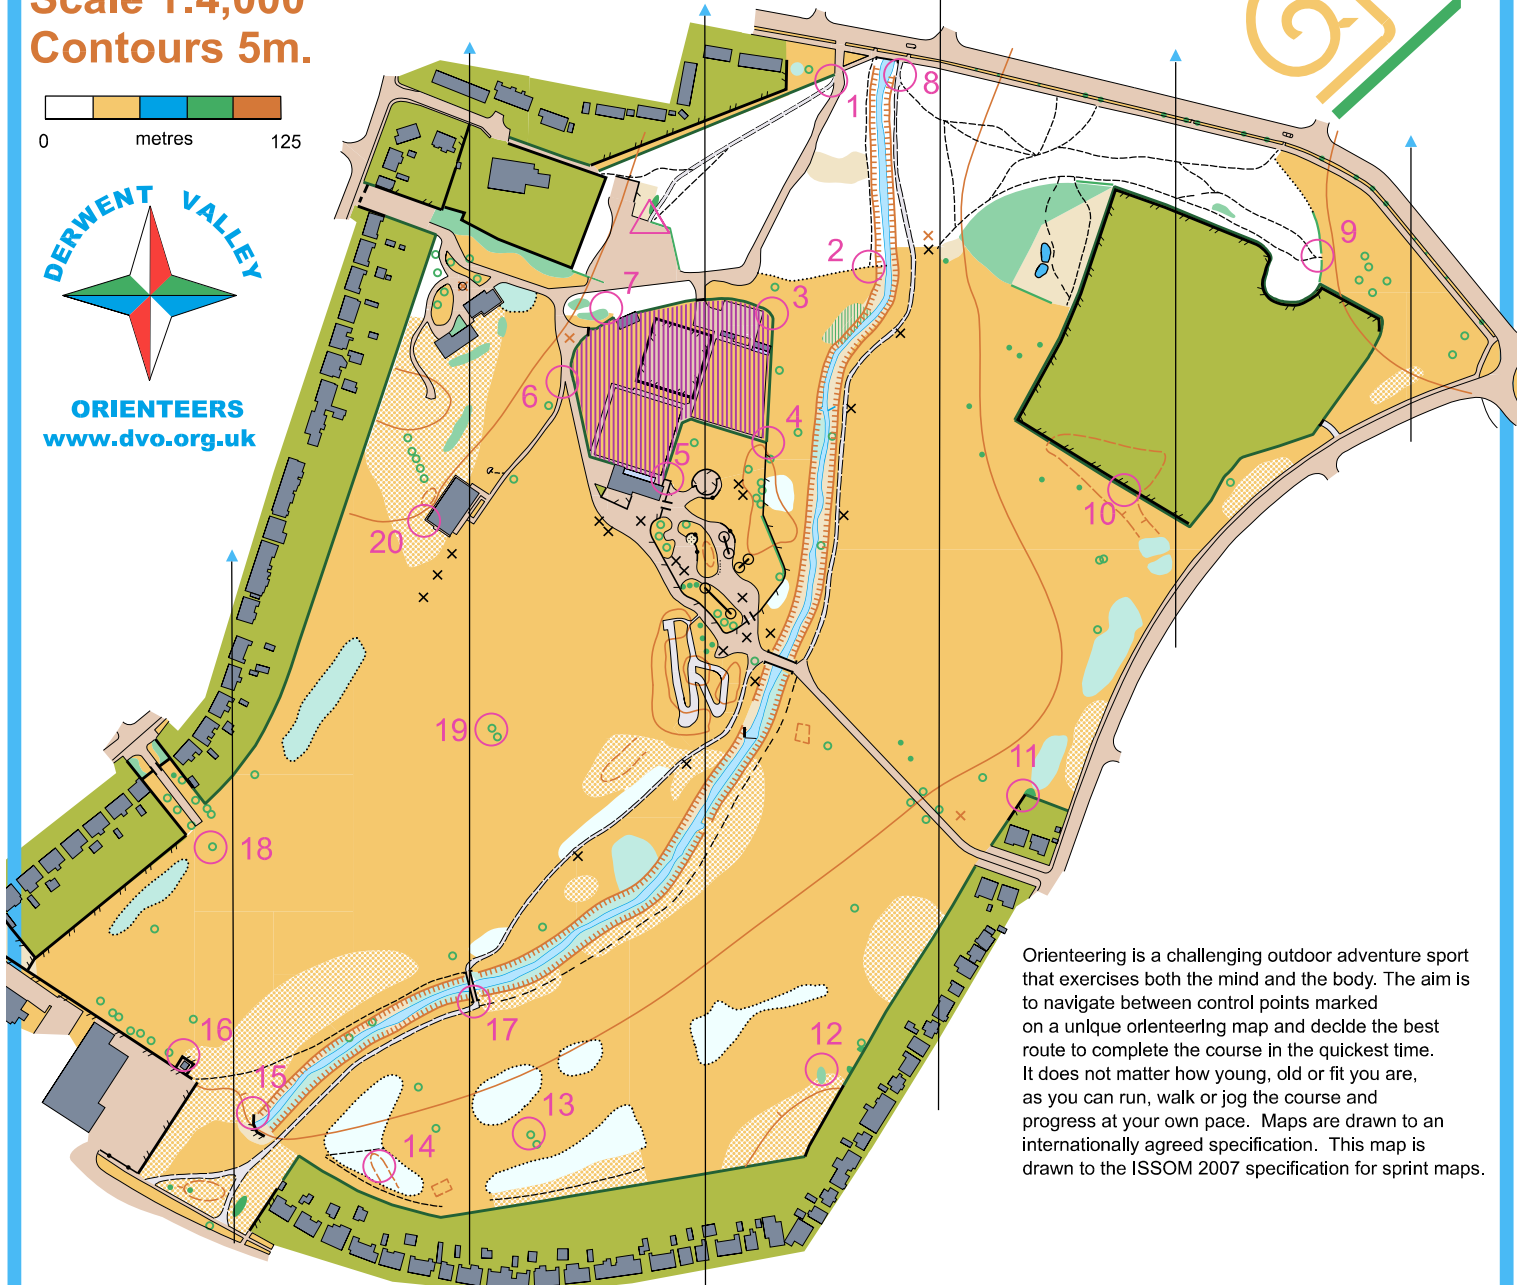 Scale 1:4,000
Contours 5m.
0 metres 125
DERWENT VALLEY
ORIENTEERS
www.dvo.org.uk
1
8
2
9
7
3
6
4
5
10
20
19
11
18
17
16
12
15
13
14
Orienteering is a challenging outdoor adventure sport
that exercises both the mind and the body. The aim is
to navigate between control points marked
on a unique orienteering map and decide the best
route to complete the course in the quickest time.
It does not matter how young, old or fit you are,
as you can run, walk or jog the course and
progress at your own pace. Maps are drawn to an
internationally agreed specification. This map is
drawn to the ISSOM 2007 specification for sprint maps.